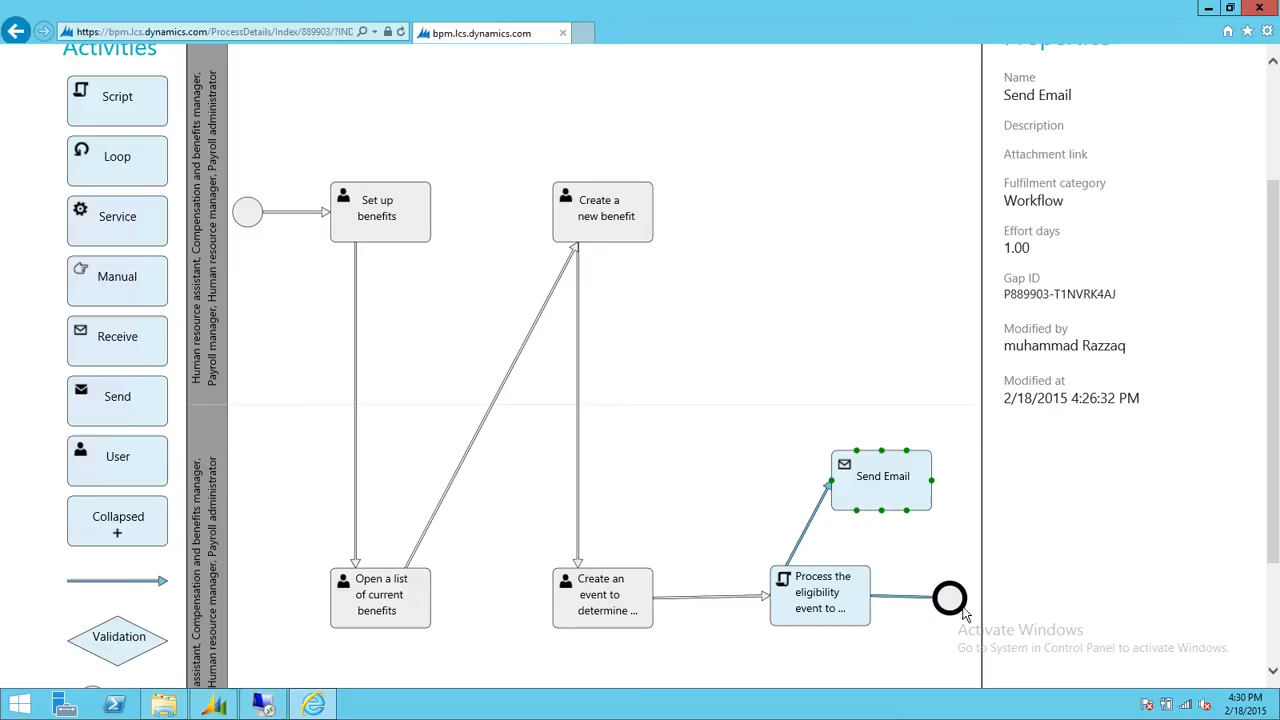 https://bpm.lcs.dynamics.com/ProcessDetails/Index/889903/?IND
bpm.lcs.dynamics.com
Activities
Properties
Script
Loop
Service
Manual
Receive
Send
User
Collapsed
+
Validation
Human resource assistant, Compensation and benefits manager,
Payroll manager, Human resource manager, Payroll administrator
assistant, Compensation and benefits manager,
Human resource manager, Payroll administrator
Set up
benefits
Create a
new benefit
Open a list
of current
benefits
Create an
event to
determine ...
Process the
eligibility
event to ...
Send Email
Name
Send Email
Description
Attachment link
Fulfilment category
Workflow
Effort days
1.00
Gap ID
P889903-T1NVRK4AJ
Modified by
muhammad Razzaq
Modified at
2/18/2015 4:26:32 PM
Activate Windows
Go to System in Control Panel to activate Windows.
4:30 PM
2/18/2015